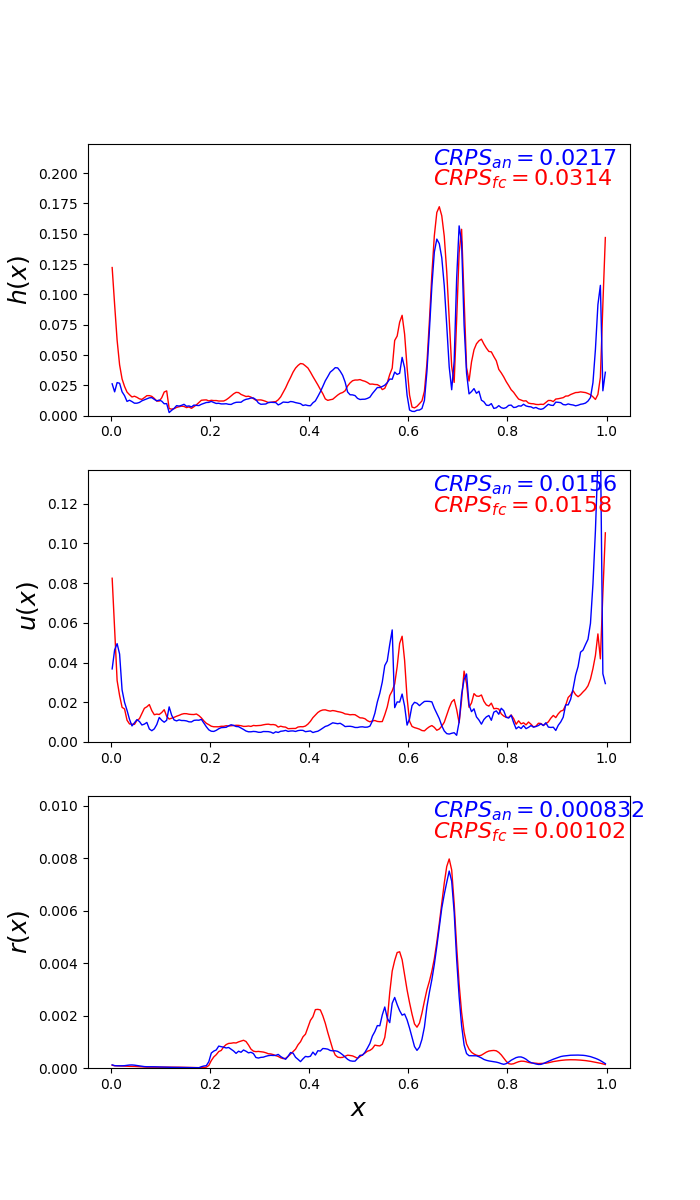 CRPS_an = 0.0217
CRPS_fc = 0.0314
h(x)
0.200
0.175
0.150
0.125
0.100
0.075
0.050
0.025
0.000
0.0 0.2 0.4 0.6 0.8 1.0
CRPS_an = 0.0156
CRPS_fc = 0.0158
u(x)
0.12
0.10
0.08
0.06
0.04
0.02
0.00
0.0 0.2 0.4 0.6 0.8 1.0
CRPS_an = 0.000832
CRPS_fc = 0.00102
r(x)
0.010
0.008
0.006
0.004
0.002
0.000
0.0 0.2 0.4 0.6 0.8 1.0
x